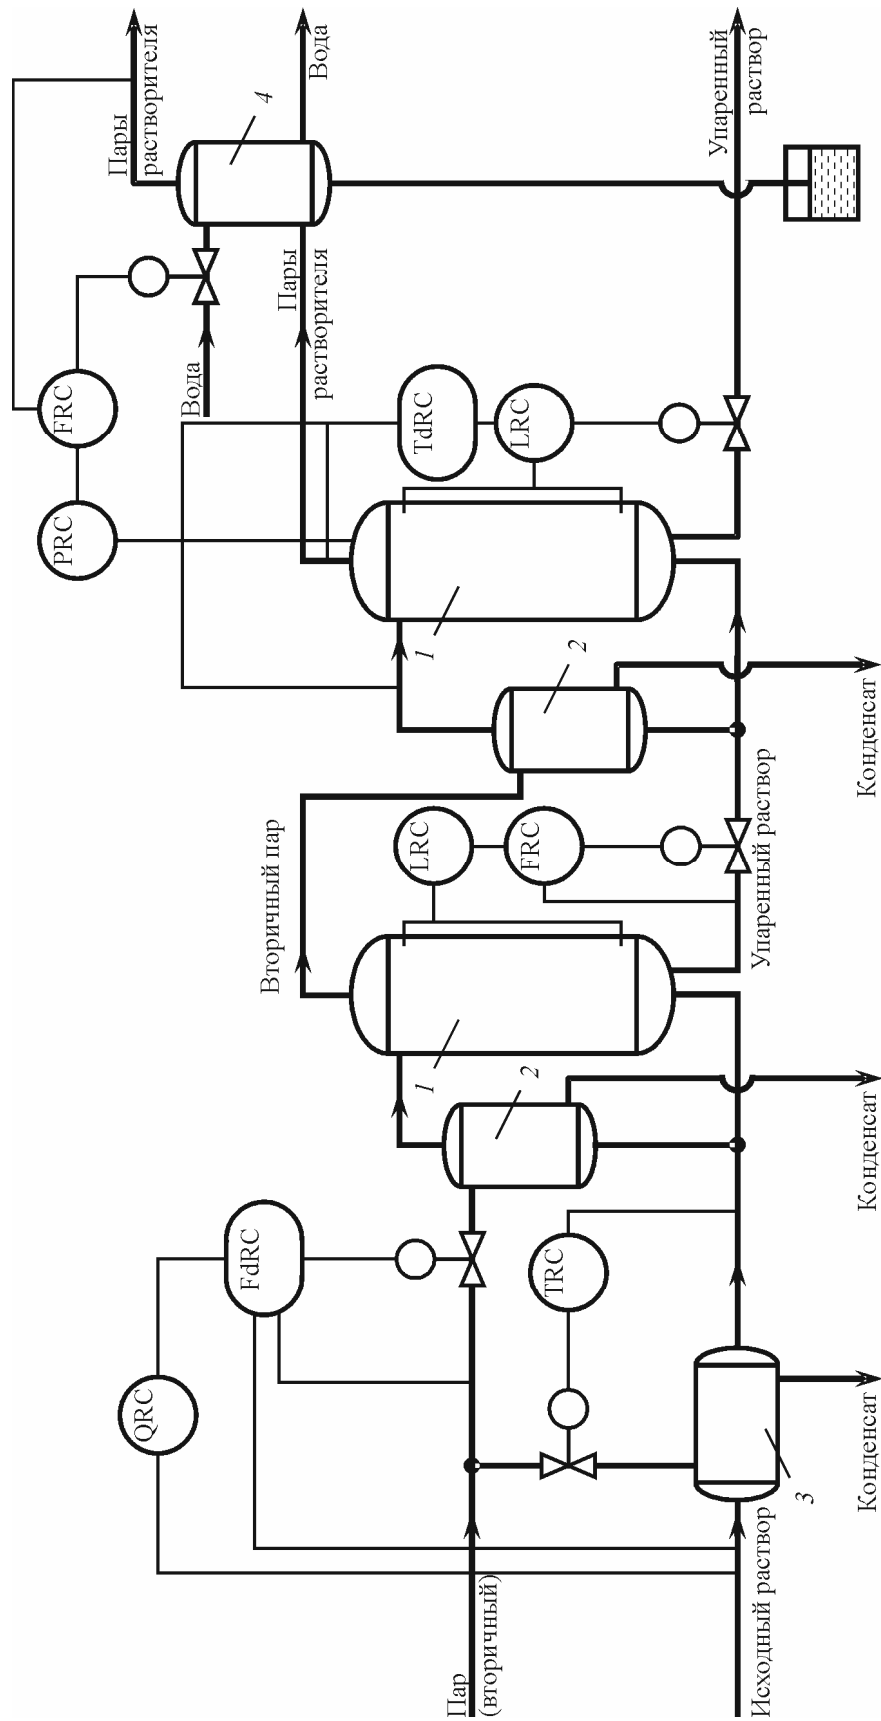 Пары
растворителя
Вода
4
Упаренный
раствор
FRC
PRC
Вода
Пары
растворителя
TdRC
LRC
1
2
Конденсат
Вторичный пар
LRC
FRC
Упаренный раствор
1
2
Конденсат
QRC
FdRC
TRC
3
Конденсат
Пар
(вторичный)
Исходный раствор